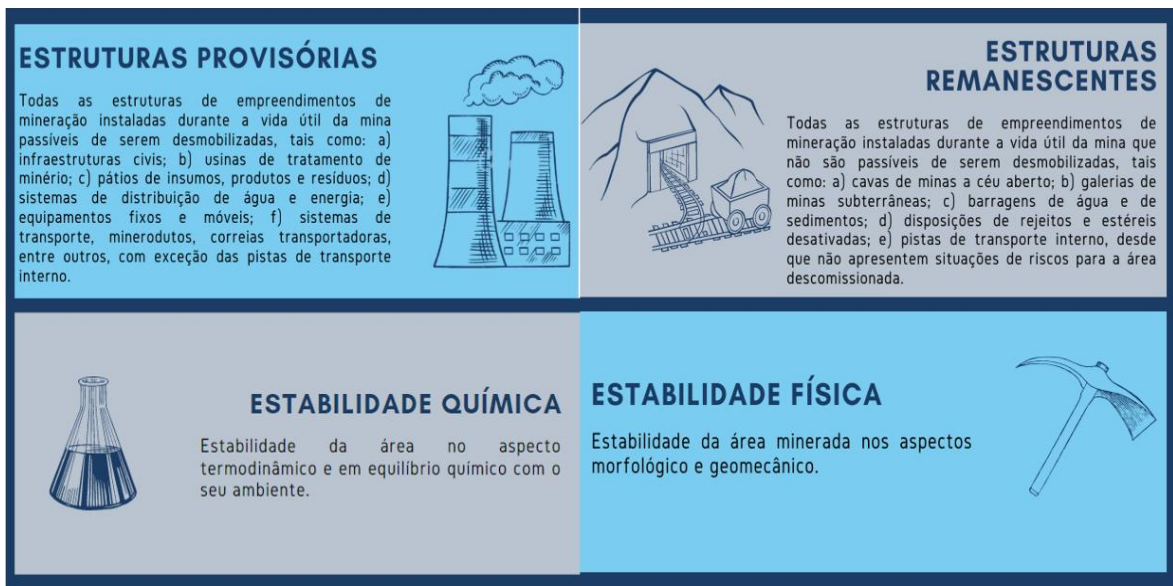 ESTRUTURAS PROVISÓRIAS
Todas as estruturas de empreendimentos de
mineração instaladas durante a vida útil da mina
passíveis de serem desmobilizadas, tais como: a)
infraestruturas civis; b) usinas de tratamento de
minério; c) pátios de insumos, produtos e resíduos; d)
sistemas de distribuição de água e energia; e)
equipamentos fixos e móveis; f) sistemas de
transporte, minerodutos, correias transportadoras,
entre outros, com exceção das pistas de transporte
interno.
ESTRUTURAS
REMANESCENTES
Todas as estruturas de empreendimentos de
mineração instaladas durante a vida útil da mina que
não são passíveis de serem desmobilizadas, tais
como: a) cavas de minas a céu aberto; b) galerias de
minas subterrâneas; c) barragens de água e de
sedimentos; d) disposições de rejeitos e estéreis
desativadas; e) pistas de transporte interno, desde
que não apresentem situações de riscos para a área
descomissionada.
ESTABILIDADE QUÍMICA
Estabilidade da área no aspecto
termodinâmico e em equilíbrio químico com o
seu ambiente.
ESTABILIDADE FÍSICA
Estabilidade da área minerada nos aspectos
morfológico e geomecânico.